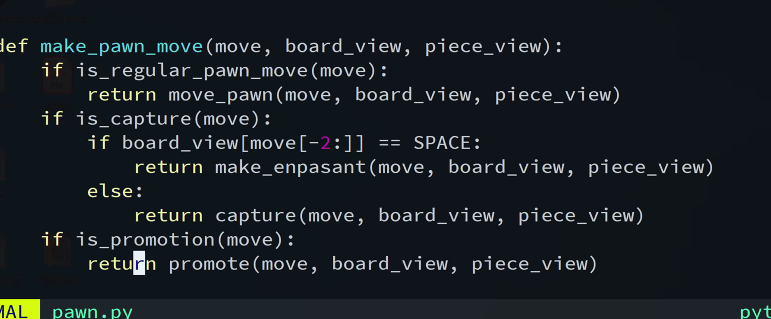 def make_pawn_move(move, board_view, piece_view):
    if is_regular_pawn_move(move):
        return move_pawn(move, board_view, piece_view)
    if is_capture(move):
        if board_view[move[-2:]] == SPACE:
            return make_enpasant(move, board_view, piece_view)
        else:
            return capture(move, board_view, piece_view)
    if is_promotion(move):
        return promote(move, board_view, piece_view)
MAL pawn.py pyt